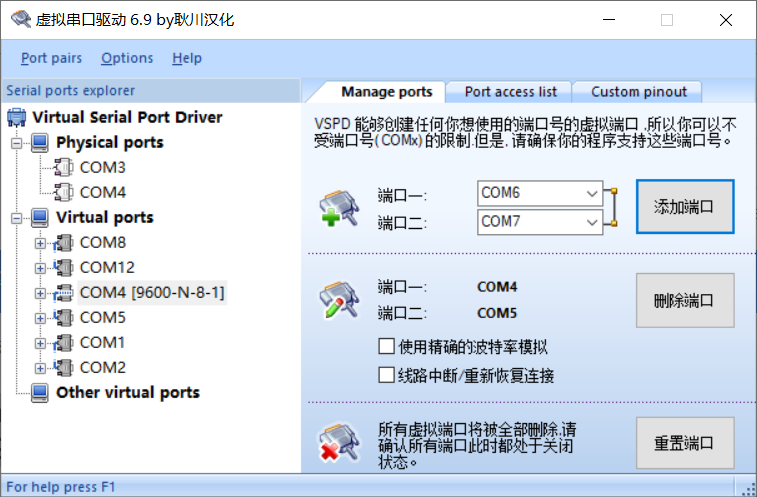 虚拟串口驱动 6.9 by耿川汉化
Port pairs Options Help
Serial ports explorer
Virtual Serial Port Driver
Physical ports
COM3
COM4
Virtual ports
COM8
COM12
COM4 [9600-N-8-1]
COM5
COM1
COM2
Other virtual ports
Manage ports Port access list Custom pinout
VSPD 能够创建任何你想使用的端口号的虚拟端口 ,所以你可以不
受端口号( COMx) 的限制.但是, 请确保你的程序支持这些端口号。
端口一: COM6
端口二: COM7
添加端口
端口一: COM4
端口二: COM5
删除端口
使用精确的波特率模拟
线路中断/重新恢复连接
所有虚拟端口将被全部删除,请
确认所有端口此时都处于关闭
状态。
重置端口
For help press F1